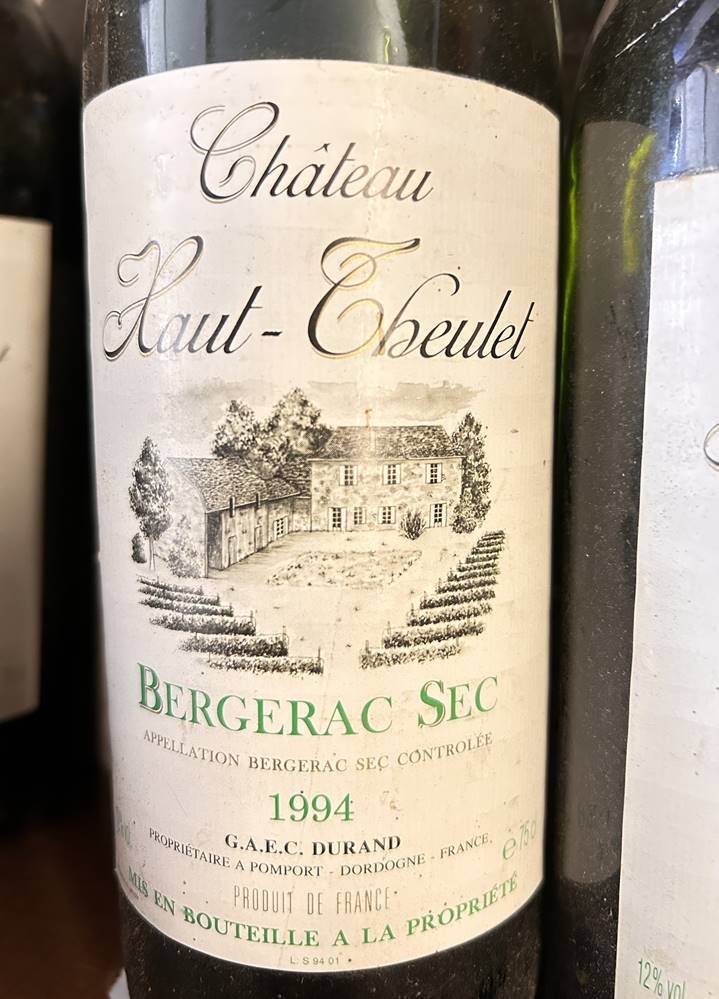 Château
Haut-Theulet
BERGERAC SEC
APPELLATION BERGERAC SEC CONTROLÉE
1994
G.A.E.C. DURAND
PROPRIÉTAIRE A POMPORT - DORDOGNE - FRANCE
e 75 c
PRODUIT DE FRANCE
MIS EN BOUTEILLE A LA PROPRIÉTÉ
L. S 94 01
12% vol